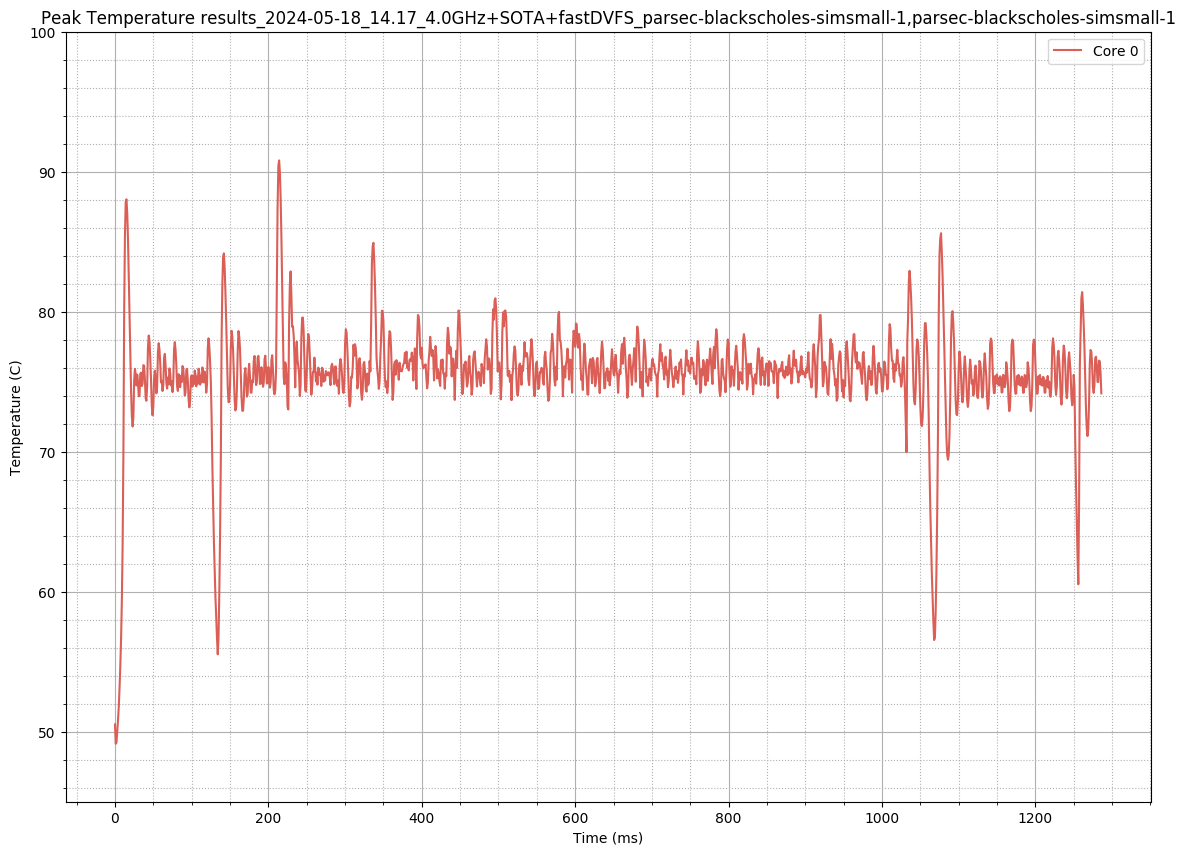 Peak Temperature results_2024-05-18_14.17_4.0GHz+SOTA+fastDVFS_parsec-blackscholes-simsmall-1,parsec-blackscholes-simsmall-1
Core 0
100
90
80
70
60
50
Temperature (C)
0 200 400 600 800 1000 1200
Time (ms)